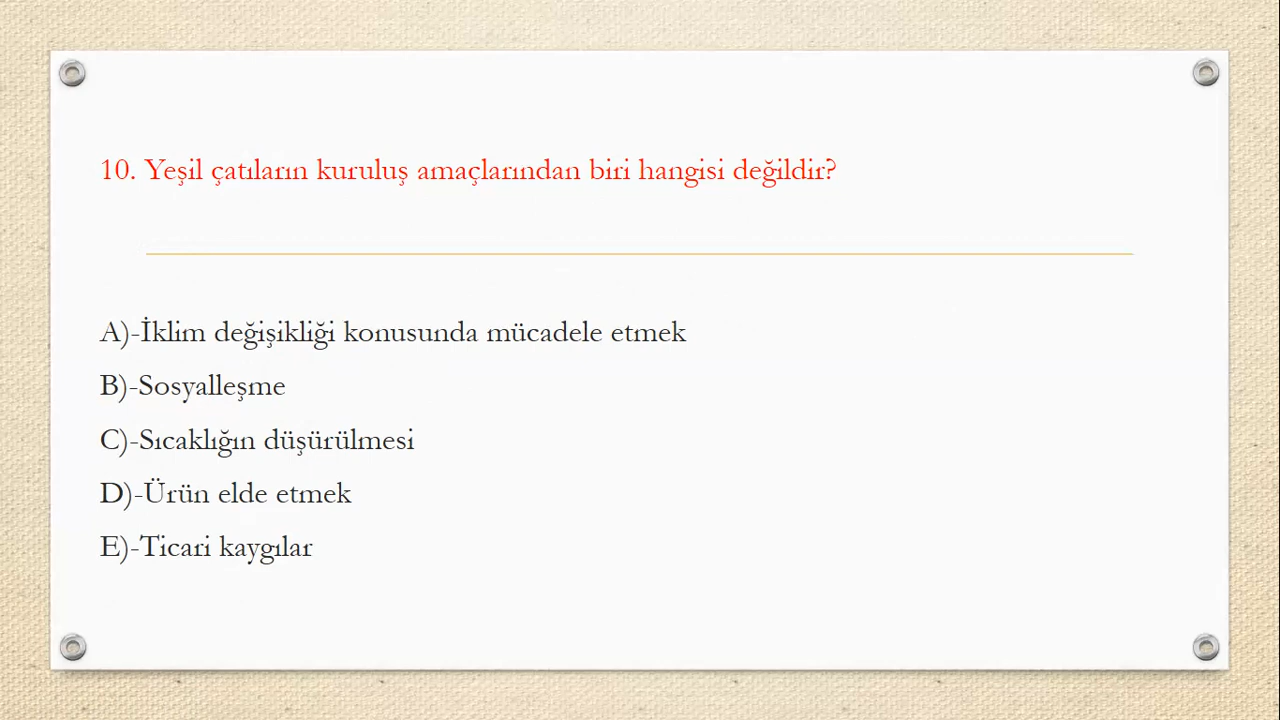 10. Yeşil çatıların kuruluş amaçlarından biri hangisi değildir?
A)-İklim değişikliği konusunda mücadele etmek
B)-Sosyalleşme
C)-Sıcaklığın düşürülmesi
D)-Ürün elde etmek
E)-Ticari kaygılar